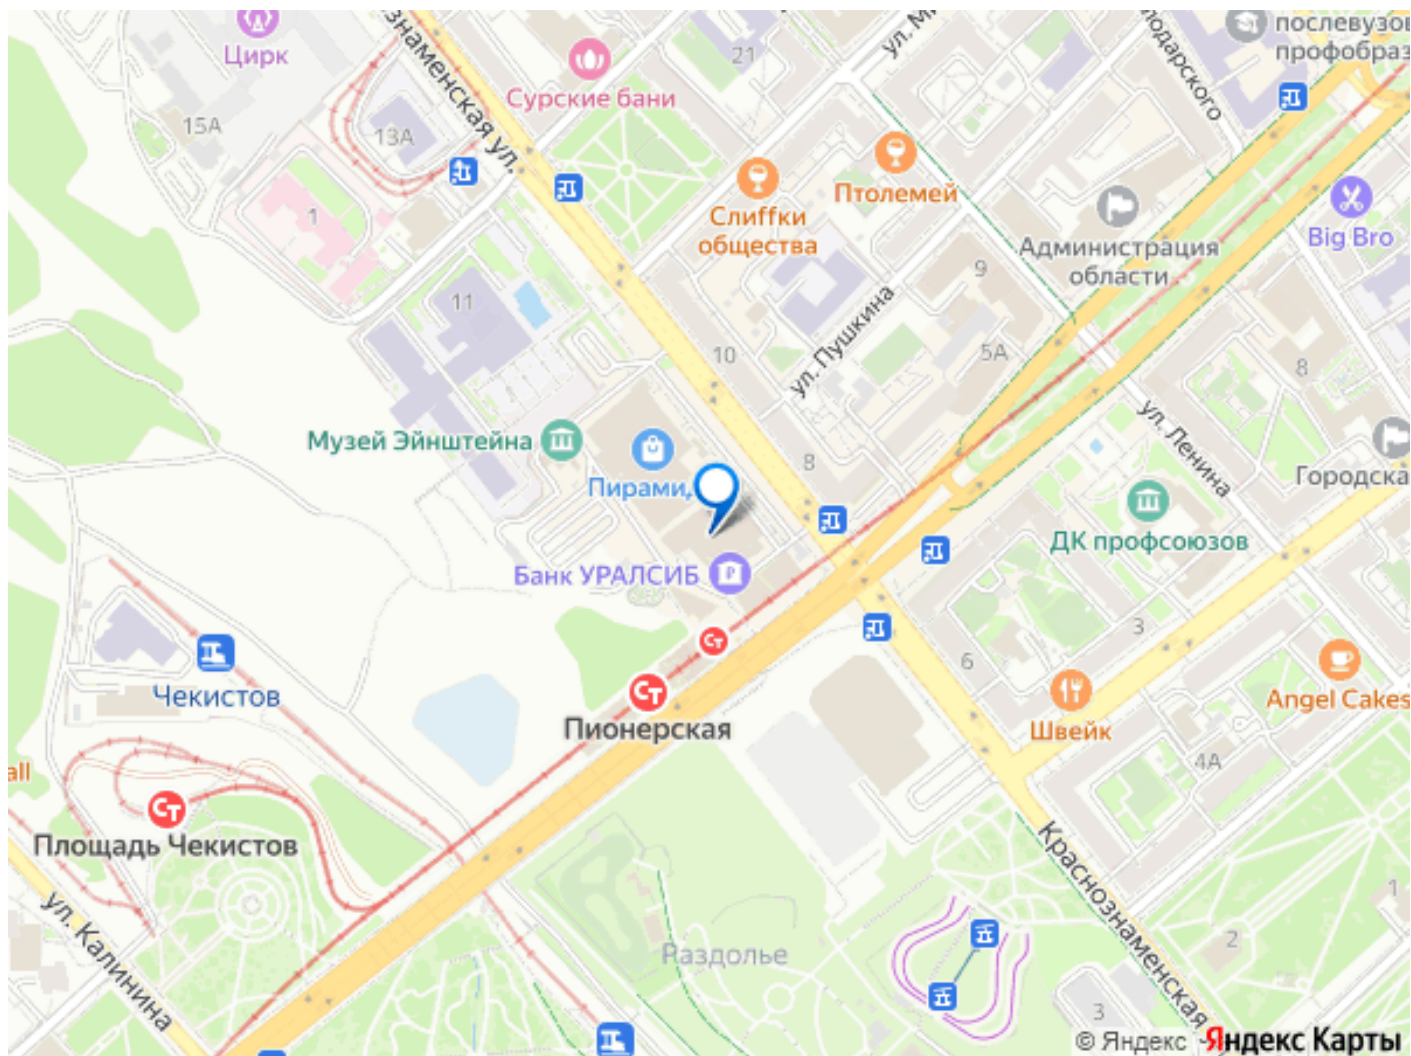 Цирк
знаменская ул.
Сурские бани
21
ул. М
лодарского
послевузов
профобраз
15А
13А
1
Птолемей
Слиffки
общества
Администрация
области
Big Bro
9
11
ул. Пушкина
10
5А
8
Музей Эйнштейна
Пирами
8
ул. Ленина
Городска
ДК профсоюзов
Банк УРАЛСИБ
3
6
Чекистов
Пионерская
Швейк
Angel Cakes
4А
all
Площадь Чекистов
Краснознаменская
ул. Калинина
Раздолье
1
2
3
© Яндекс Яндекс Карты